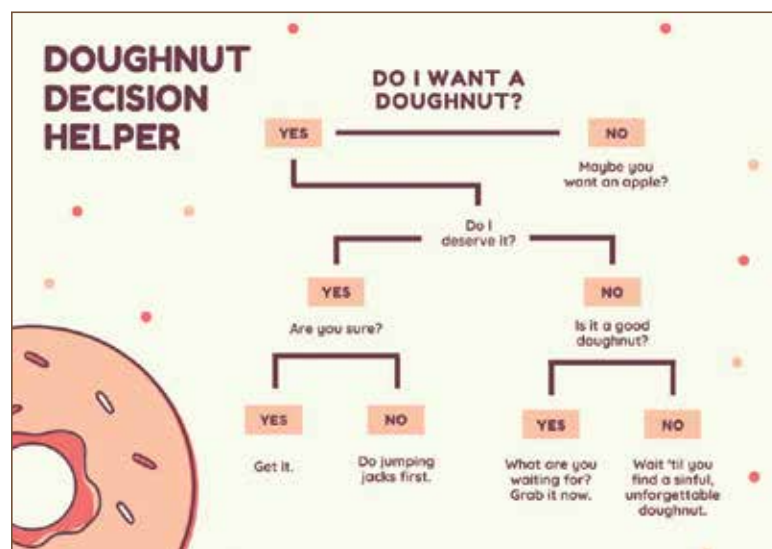 DOUGHNUT
DECISION
HELPER
DO I WANT A
DOUGHNUT?
YES
NO
Maybe you
want an apple?
Do I
deserve it?
YES
NO
Are you sure?
Is it a good
doughnut?
YES
NO
YES
NO
Get it.
Do jumping
jacks first.
What are you
waiting for?
Grab it now.
Wait 'til you
find a sinful,
unforgettable
doughnut.